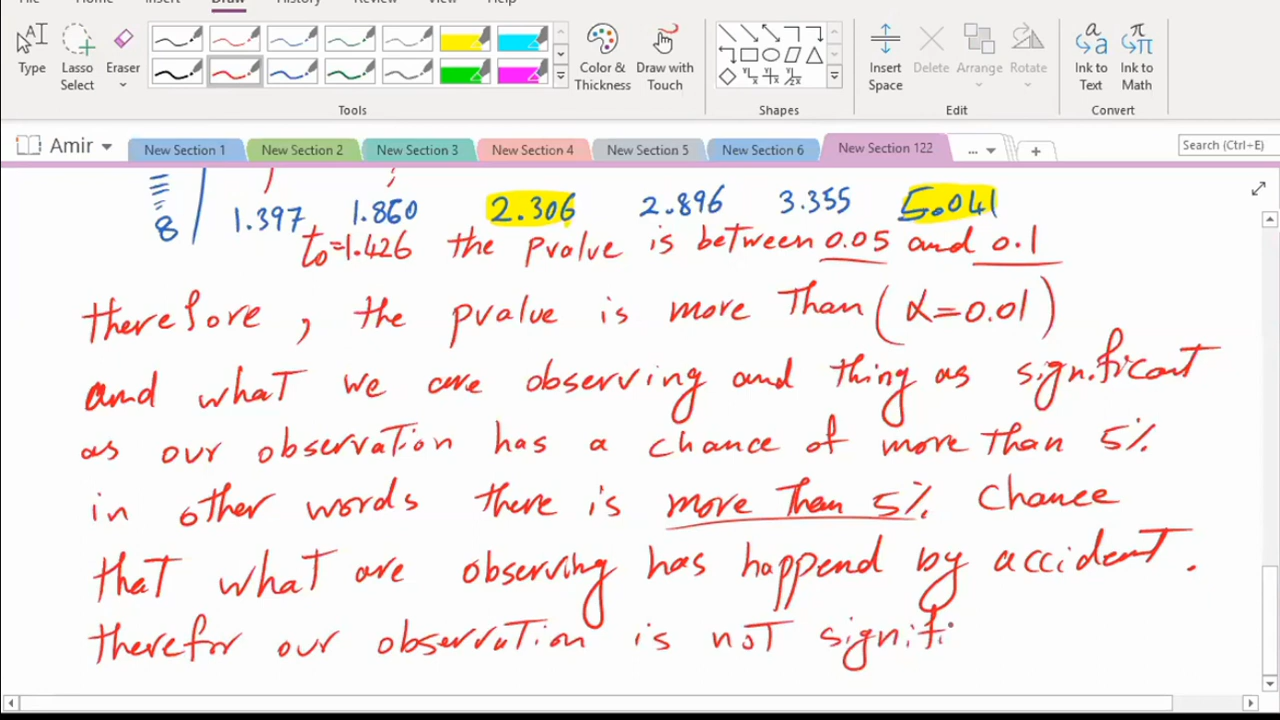 Home Insert Draw History Review View Help
Type
Lasso Select
Eraser
Color & Thickness
Draw with Touch
Insert Space
Delete
Arrange
Rotate
Ink to Text
Ink to Math
Tools Shapes Edit Convert
Amir New Section 1 New Section 2 New Section 3 New Section 4 New Section 5 New Section 6 New Section 122 ... + Search (Ctrl+E)
8 1.397 1.860 2.306 2.896 3.355 5.041
to=1.426 the pvalue is between 0.05 and 0.1
therefore, the pvalue is more Than (α=0.01)
and what we are observing and thing as significant
as our observation has a chance of more than 5%
in other words there is more Than 5% Chance
that what are observing has happend by accident.
therefor our observation is not signifi